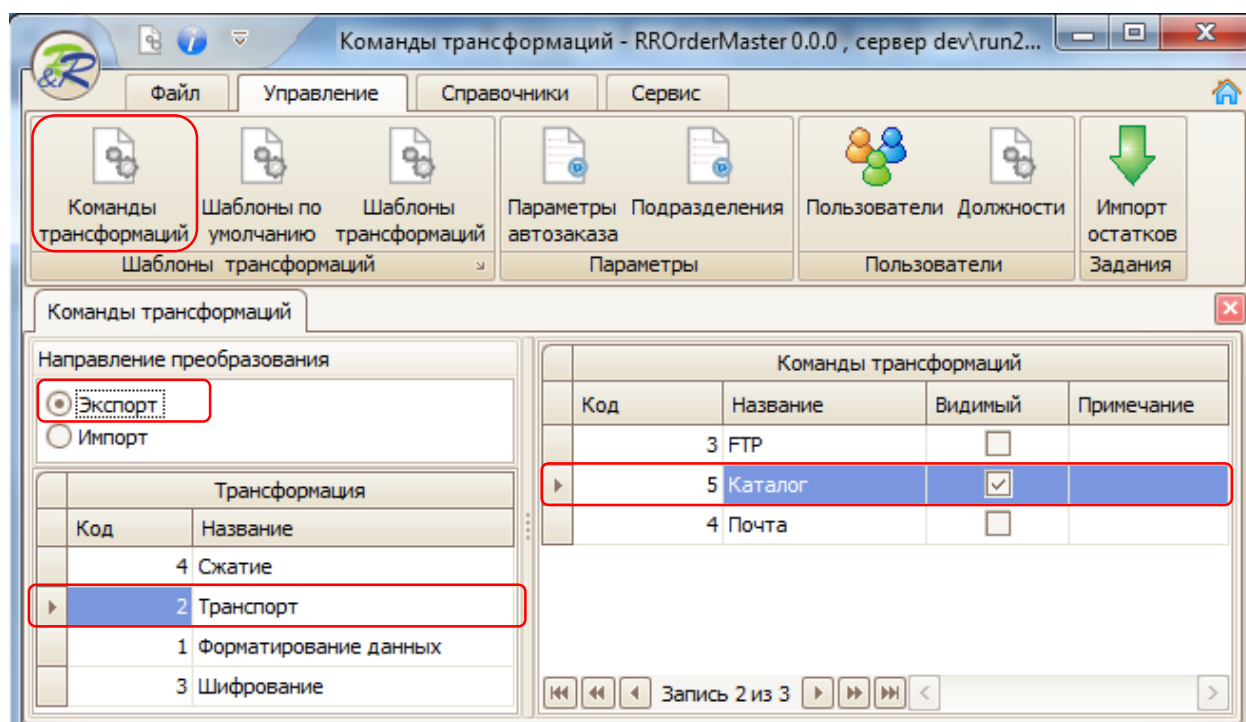 Команды трансформаций - RROrderMaster 0.0.0 , сервер dev\run2...
R&R
Файл Управление Справочники Сервис
Команды трансформаций
Шаблоны по умолчанию
Шаблоны трансформаций
Параметры автозаказа
Подразделения
Пользователи
Должности
Импорт остатков
Шаблоны трансформаций Параметры Пользователи Задания
Команды трансформаций
Направление преобразования
Экспорт
Импорт
Трансформация
Код Название
4 Сжатие
2 Транспорт
1 Форматирование данных
3 Шифрование
Команды трансформаций
Код Название Видимый Примечание
3 FTP
5 Каталог
4 Почта
Запись 2 из 3